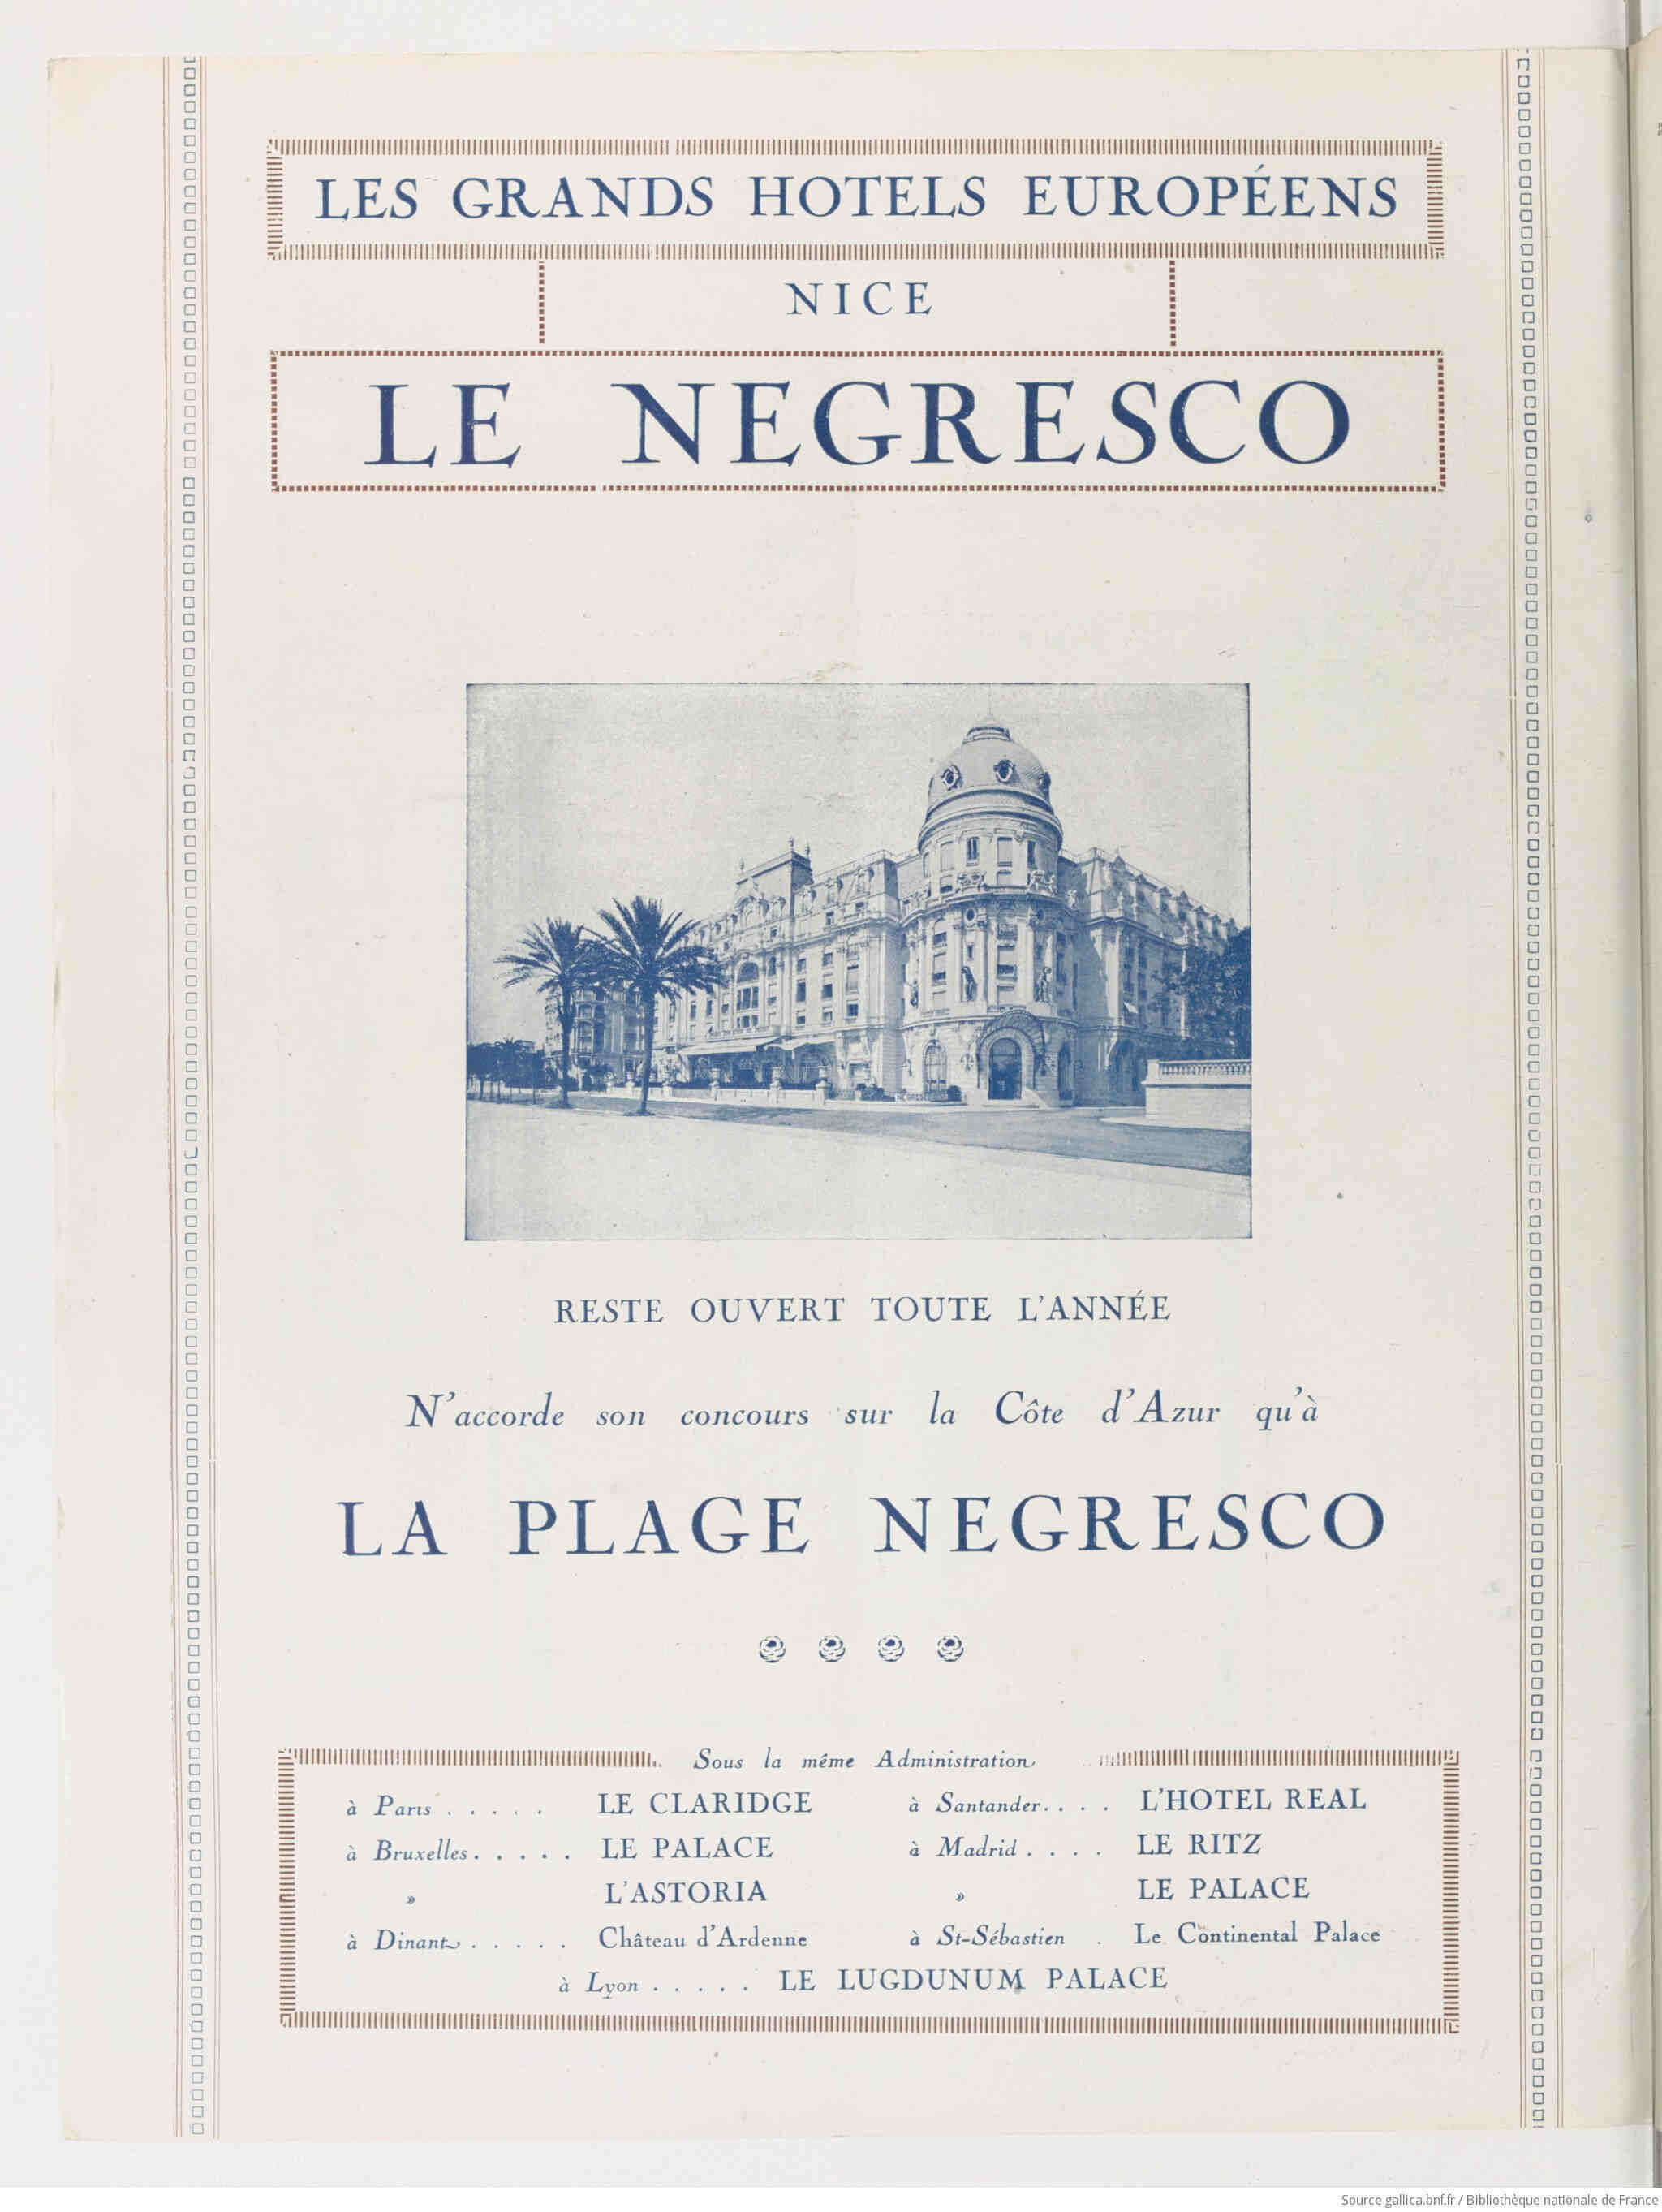 LES GRANDS HOTELS EUROPÉENS
NICE
LE NEGRESCO
RESTE OUVERT TOUTE L'ANNÉE
N'accorde son concours sur la Côte d'Azur qu'à
LA PLAGE NEGRESCO
Sous la même Administration
à Paris . . . . . LE CLARIDGE à Santander. . . . L'HOTEL REAL
à Bruxelles. . . . . LE PALACE à Madrid . . . . LE RITZ
» L'ASTORIA » LE PALACE
à Dinant . . . . . Château d'Ardenne à St-Sébastien . Le Continental Palace
à Lyon . . . . . LE LUGDUNUM PALACE
Source gallica.bnf.fr / Bibliothèque nationale de France